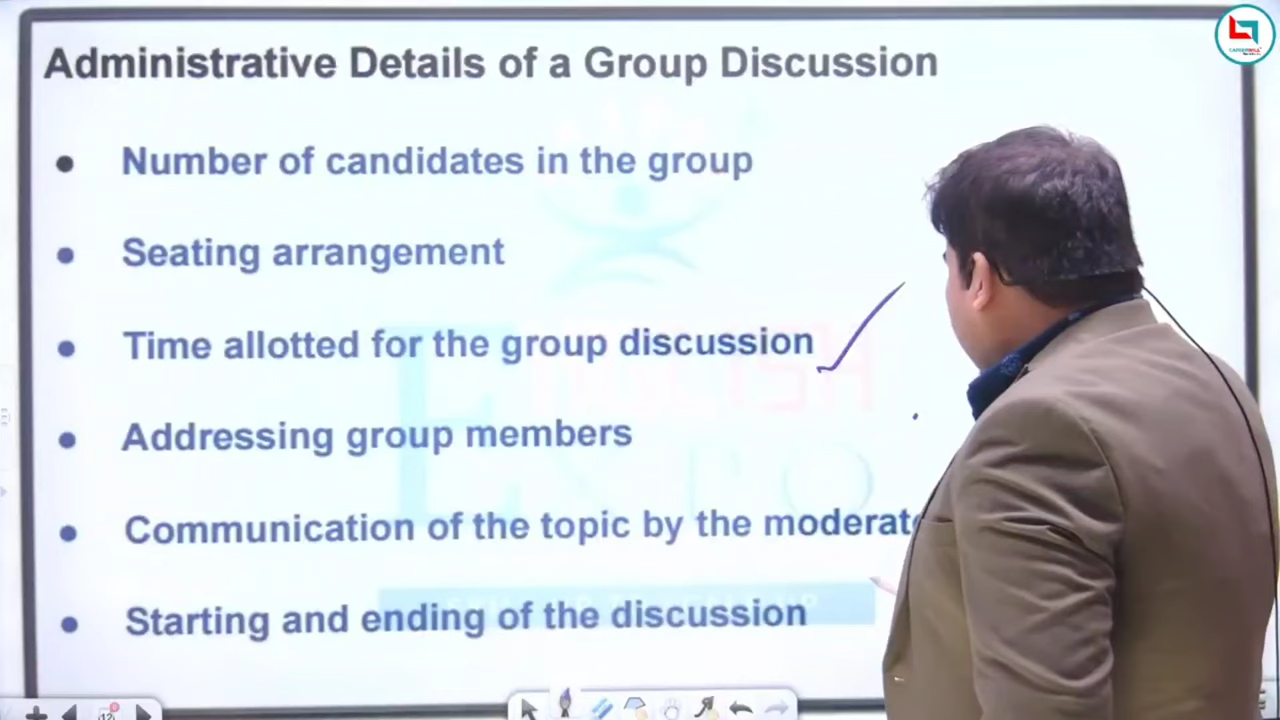 Administrative Details of a Group Discussion
• Number of candidates in the group
• Seating arrangement
• Time allotted for the group discussion
• Addressing group members
• Communication of the topic by the moderat
• Starting and ending of the discussion